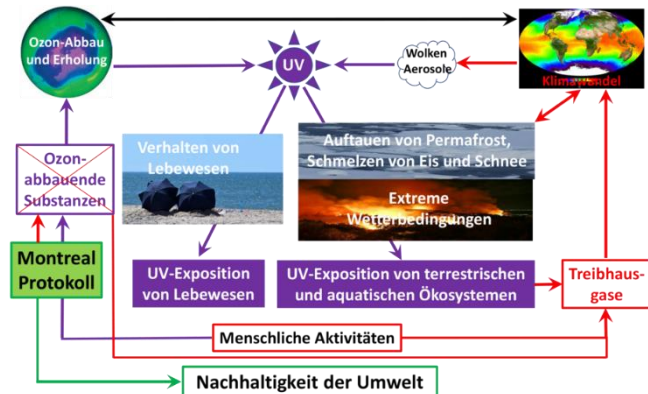 Ozon-Abbau
und Erholung
UV
Wolken
Aerosole
Klimawandel
Verhalten von
Lebewesen
Auftauen von Permafrost,
Schmelzen von Eis und Schnee
Ozon-
abbauende
Substanzen
Extreme
Wetterbedingungen
Montreal
Protokoll
UV-Exposition
von Lebewesen
UV-Exposition von terrestrischen
und aquatischen Ökosystemen
Treibhaus-
gase
Menschliche Aktivitäten
Nachhaltigkeit der Umwelt